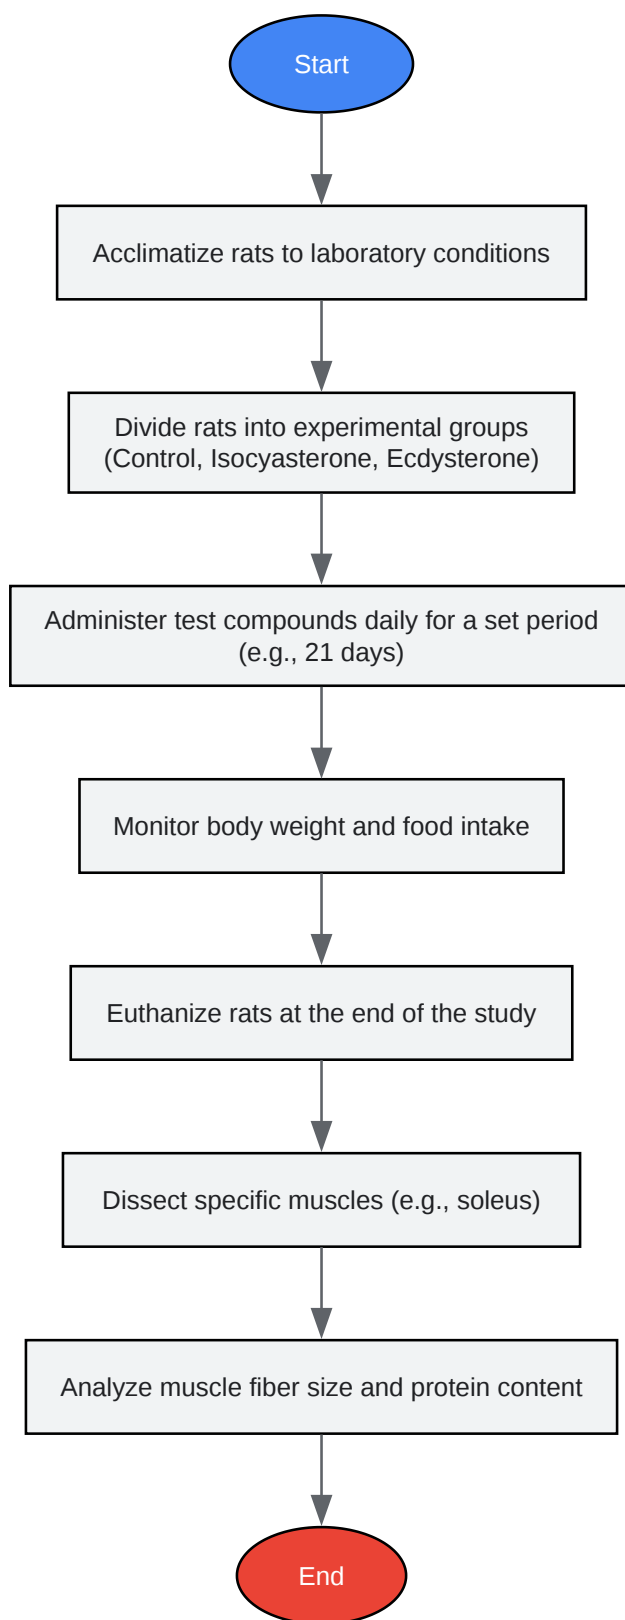 Start
Acclimatize rats to laboratory conditions
Divide rats into experimental groups
(Control, Isocyasterone, Ecdysterone)
Administer test compounds daily for a set period
(e.g., 21 days)
Monitor body weight and food intake
Euthanize rats at the end of the study
Dissect specific muscles (e.g., soleus)
Analyze muscle fiber size and protein content
End